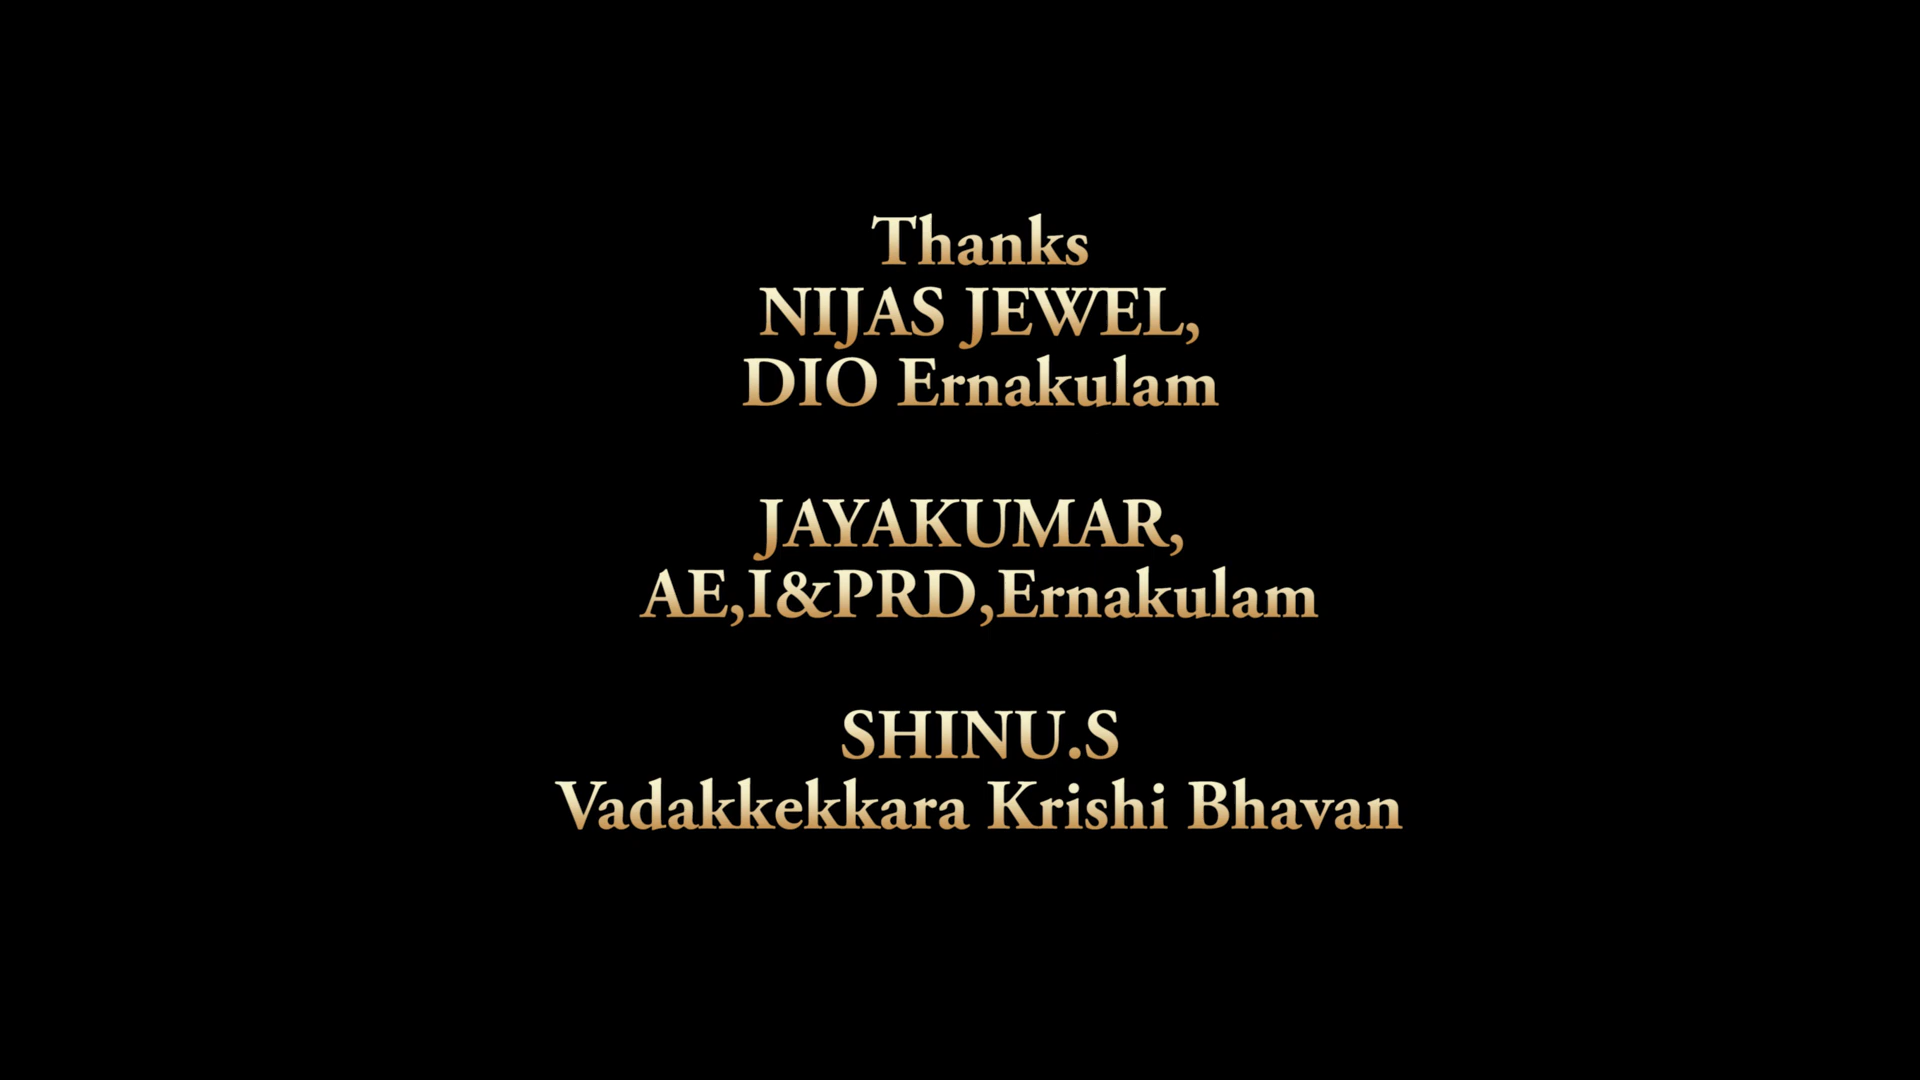 Thanks
NIJAS JEWEL,
DIO Ernakulam
JAYAKUMAR,
AE,I&PRD,Ernakulam
SHINU.S
Vadakkekkara Krishi Bhavan